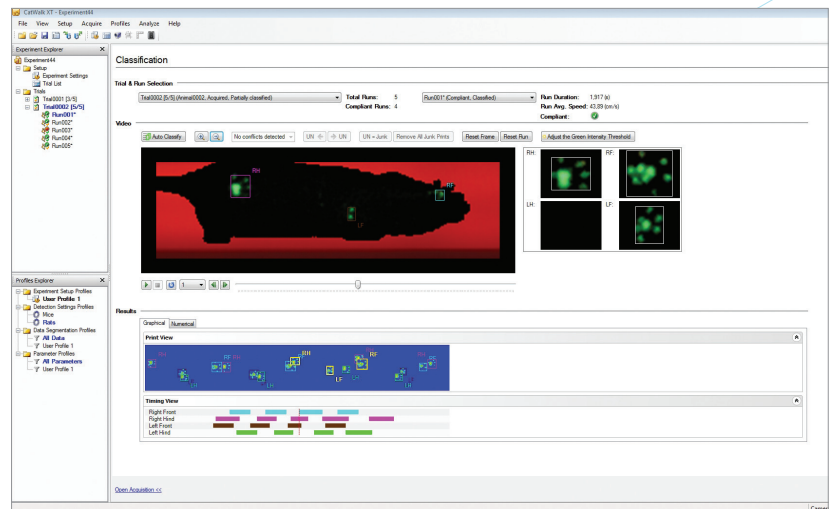 CatWalk XT - Experiment44
File View Setup Acquire Profiles Analyze Help
Experiment Explorer X
Experiment44
Setup
Experiment Settings
Trial List
Trials
Trial0001 [3/5]
Trial0002 [5/5]
Run001*
Run002*
Run003*
Run004*
Run005*
Profiles Explorer X
Experiment Setup Profiles
User Profile 1
Detection Settings Profiles
Mice
Rats
Data Segmentation Profiles
All Data
User Profile 1
Parameter Profiles
All Parameters
User Profile 1
Classification
Trial & Run Selection
Trial0002 [5/5] (Animal0002, Acquired, Partially classified) Total Runs: 5 Run001* (Compliant, Classified) Run Duration: 1,917 (s)
Compliant Runs: 4 Run Avg. Speed: 43,89 (cm/s)
Compliant:
Video
Auto Classify No conflicts detected UN UN UN = Junk Remove All Junk Prints Reset Frame Reset Run Adjust the Green Intensity Threshold
RH RF LF
RH: RF:
LH: LF:
1
Results
Graphical Numerical
Print View
RH RF RH RH RF RH RF
LH LH LF LH LH
Timing View
Right Front
Right Hind
Left Front
Left Hind
Open Acquisition <<